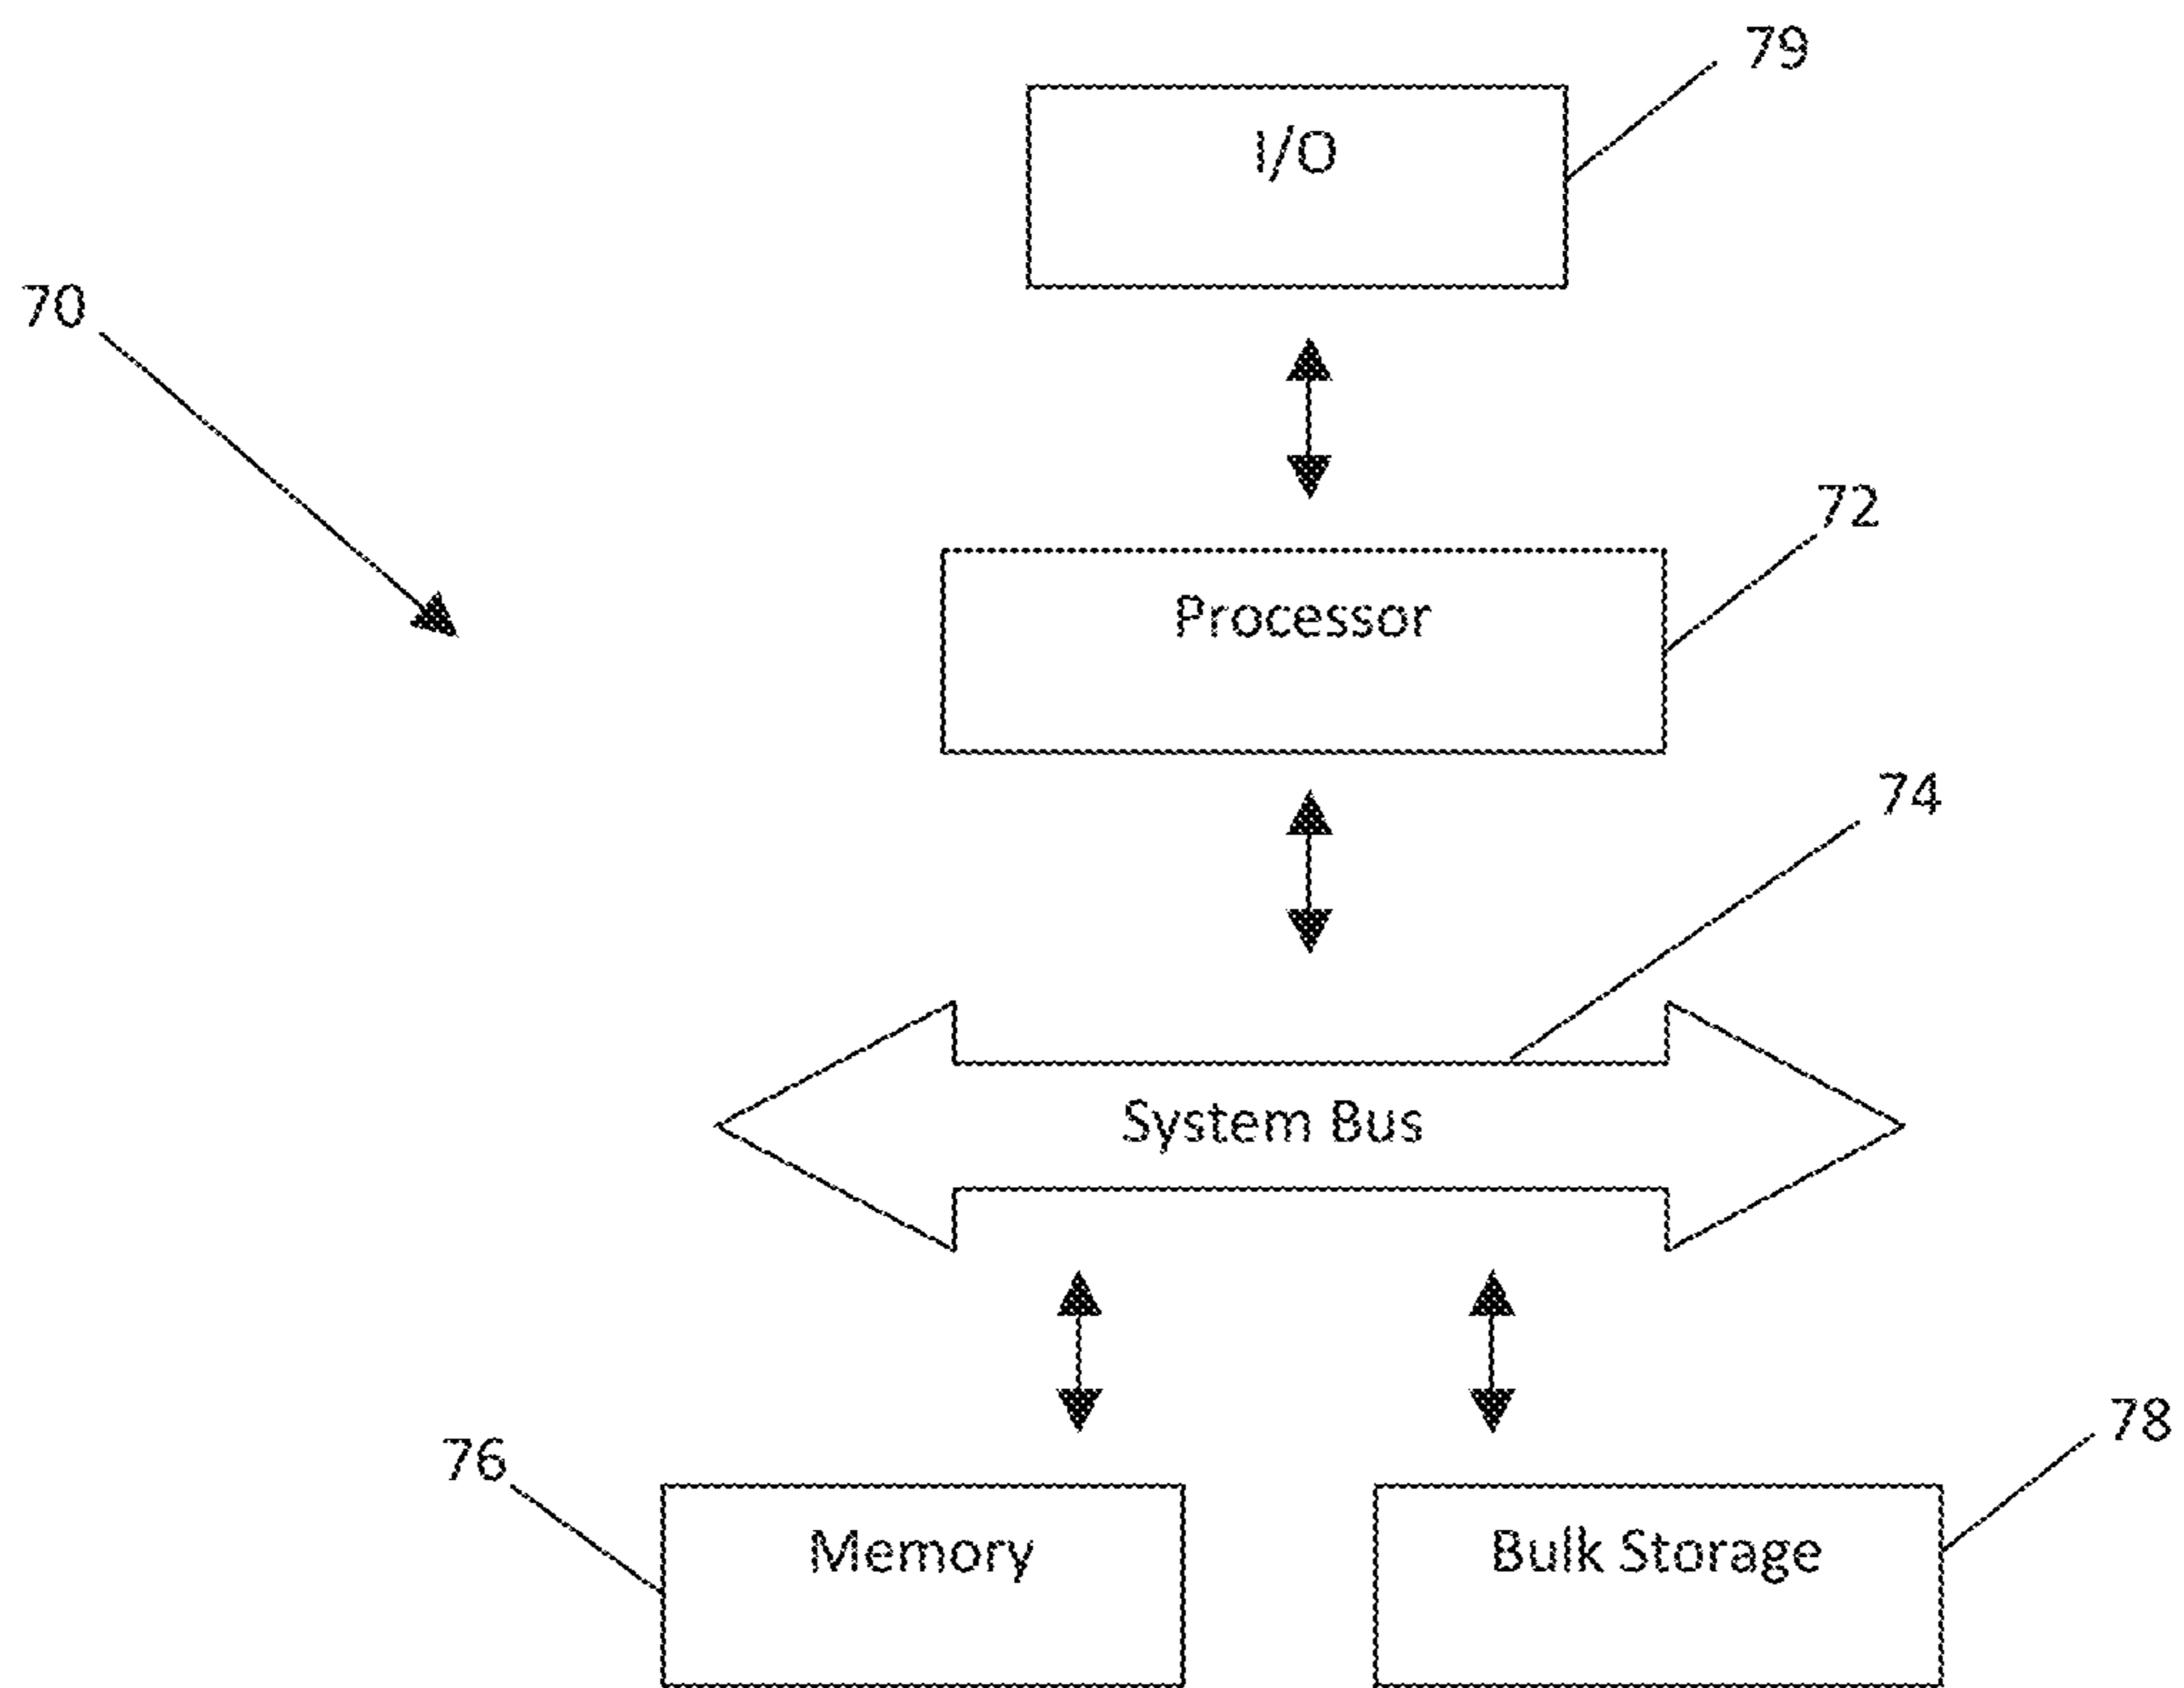 79
I/O
70
72
Processor
74
System Bus
76
78
Memory
Bulk Storage